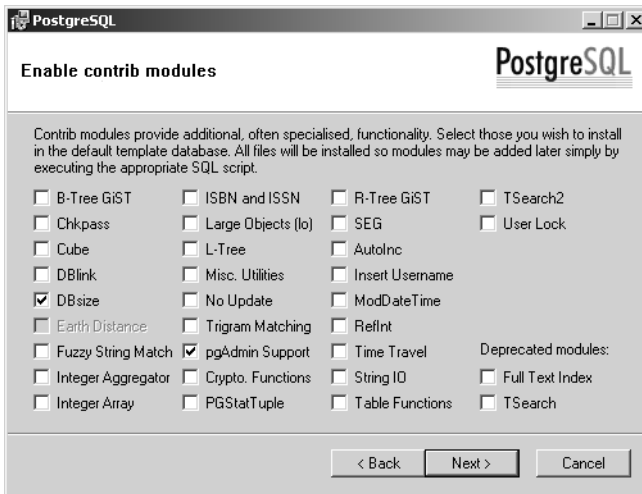 PostgreSQL
Enable contrib modules
PostgreSQL
Contrib modules provide additional, often specialised, functionality. Select those you wish to install
in the default template database. All files will be installed so modules may be added later simply by
executing the appropriate SQL script.
B-Tree GiST
Chkpass
Cube
DBlink
DBsize
Earth Distance
Fuzzy String Match
Integer Aggregator
Integer Array
ISBN and ISSN
Large Objects (lo)
L-Tree
Misc. Utilities
No Update
Trigram Matching
pgAdmin Support
Crypto. Functions
PGStatTuple
R-Tree GiST
SEG
AutoInc
Insert Username
ModDateTime
RefInt
Time Travel
String IO
Table Functions
TSearch2
User Lock
Deprecated modules:
Full Text Index
TSearch
< Back
Next >
Cancel